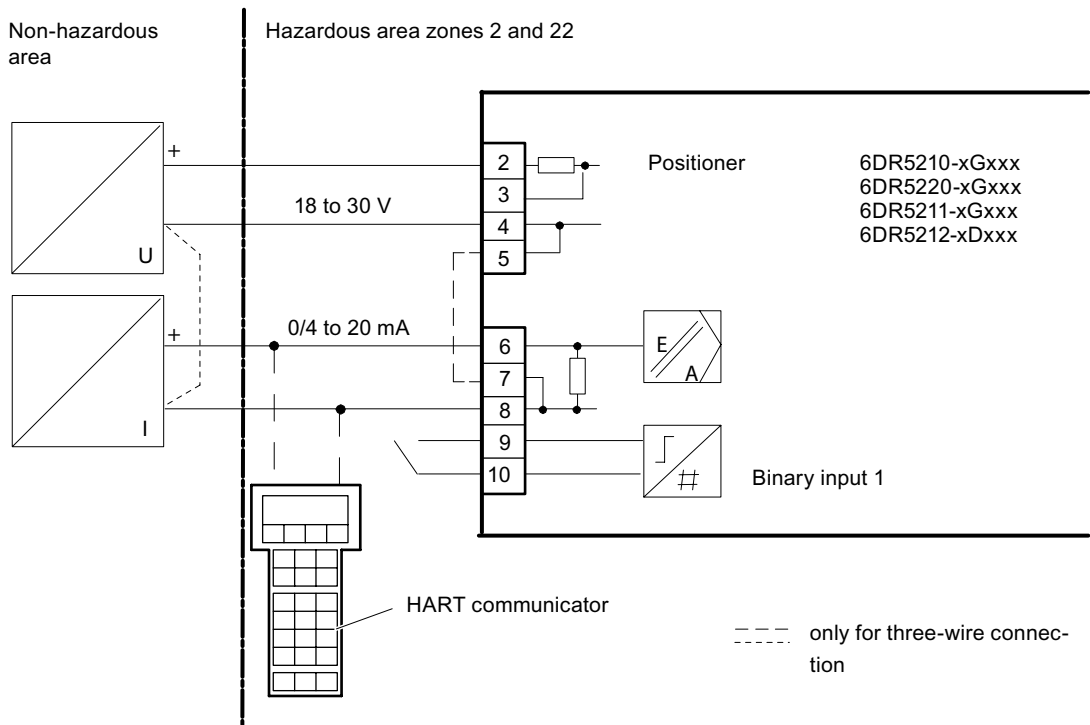 Non-hazardous
area
Hazardous area zones 2 and 22
+
U
18 to 30 V
2
3
4
5
Positioner
6DR5210-xGxxx
6DR5220-xGxxx
6DR5211-xGxxx
6DR5212-xDxxx
+
I
0/4 to 20 mA
6
7
8
9
10
E
A
#
Binary input 1
HART communicator
only for three-wire connec-
tion